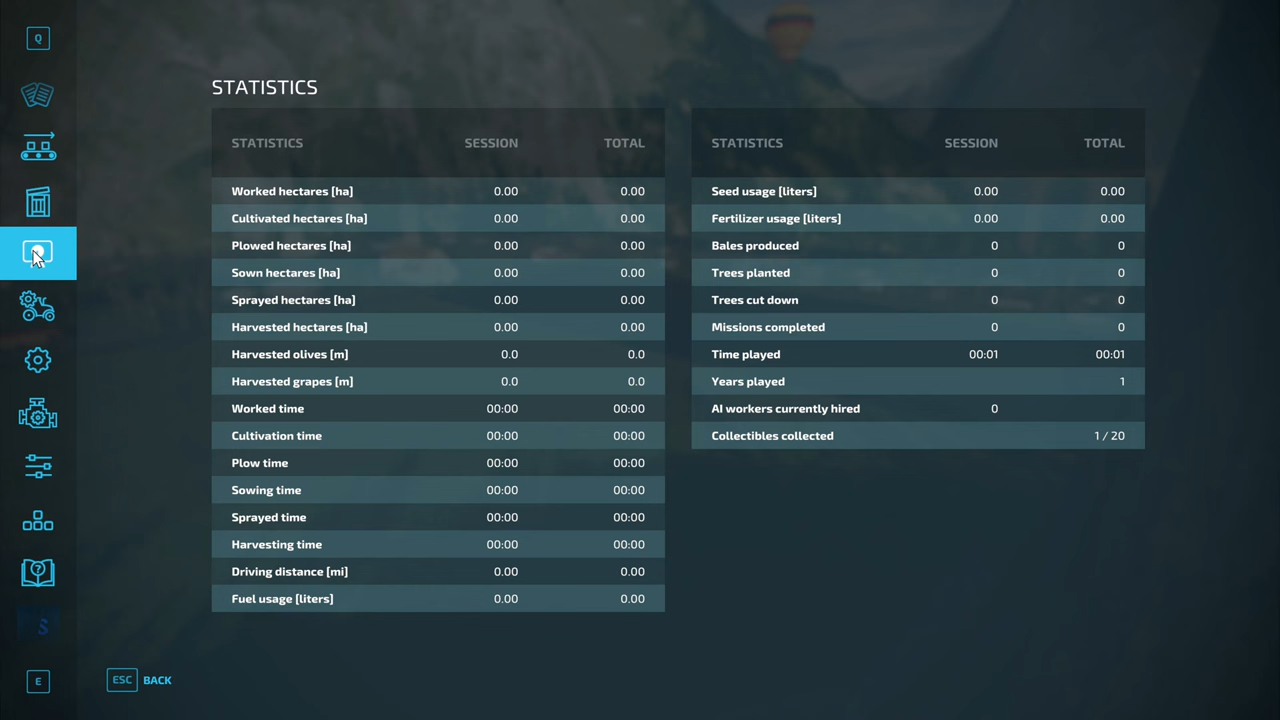 Q
STATISTICS
STATISTICS SESSION TOTAL
Worked hectares [ha] 0.00 0.00
Cultivated hectares [ha] 0.00 0.00
Plowed hectares [ha] 0.00 0.00
Sown hectares [ha] 0.00 0.00
Sprayed hectares [ha] 0.00 0.00
Harvested hectares [ha] 0.00 0.00
Harvested olives [m] 0.0 0.0
Harvested grapes [m] 0.0 0.0
Worked time 00:00 00:00
Cultivation time 00:00 00:00
Plow time 00:00 00:00
Sowing time 00:00 00:00
Sprayed time 00:00 00:00
Harvesting time 00:00 00:00
Driving distance [mi] 0.00 0.00
Fuel usage [liters] 0.00 0.00
STATISTICS SESSION TOTAL
Seed usage [liters] 0.00 0.00
Fertilizer usage [liters] 0.00 0.00
Bales produced 0 0
Trees planted 0 0
Trees cut down 0 0
Missions completed 0 0
Time played 00:01 00:01
Years played 1
AI workers currently hired 0
Collectibles collected 1 / 20
?
S
E
ESC BACK